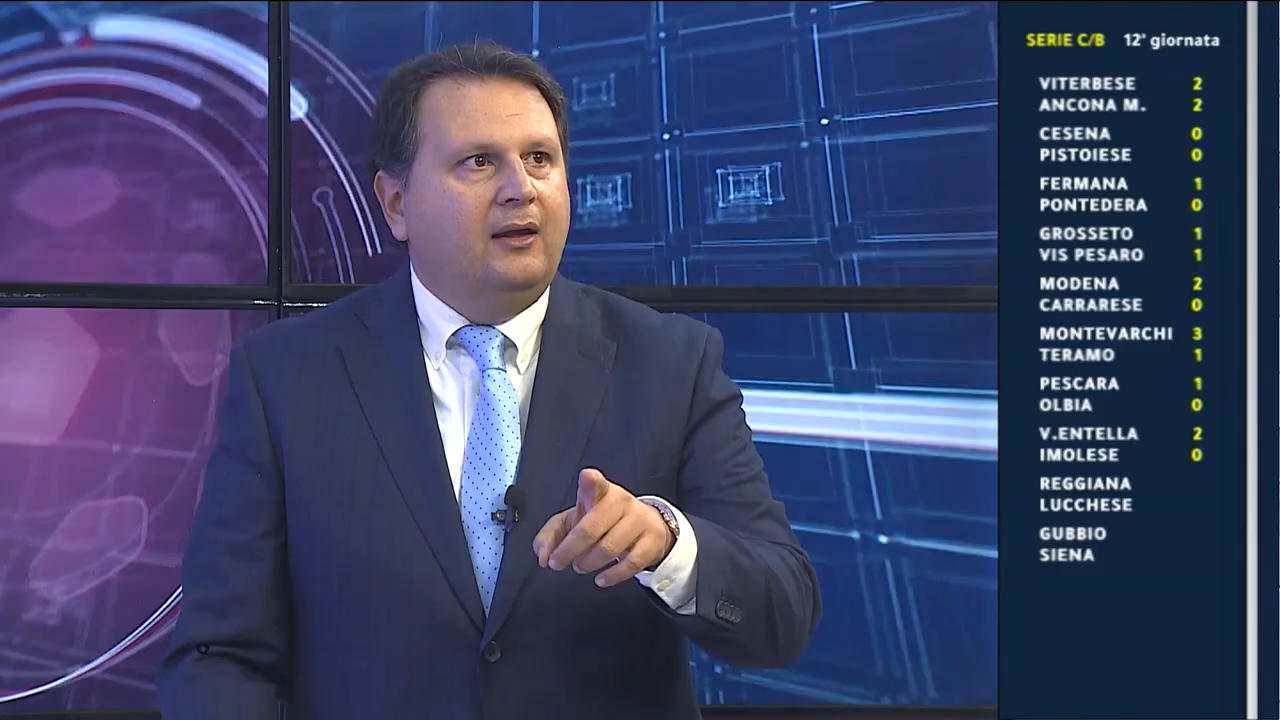 SERIE C/B 12ª giornata
VITERBESE 2
ANCONA M. 2
CESENA 0
PISTOIESE 0
FERMANA 1
PONTEDERA 0
GROSSETO 1
VIS PESARO 1
MODENA 2
CARRARESE 0
MONTEVARCHI 3
TERAMO 1
PESCARA 1
OLBIA 0
V.ENTELLA 2
IMOLESE 0
REGGIANA
LUCCHESE
GUBBIO
SIENA